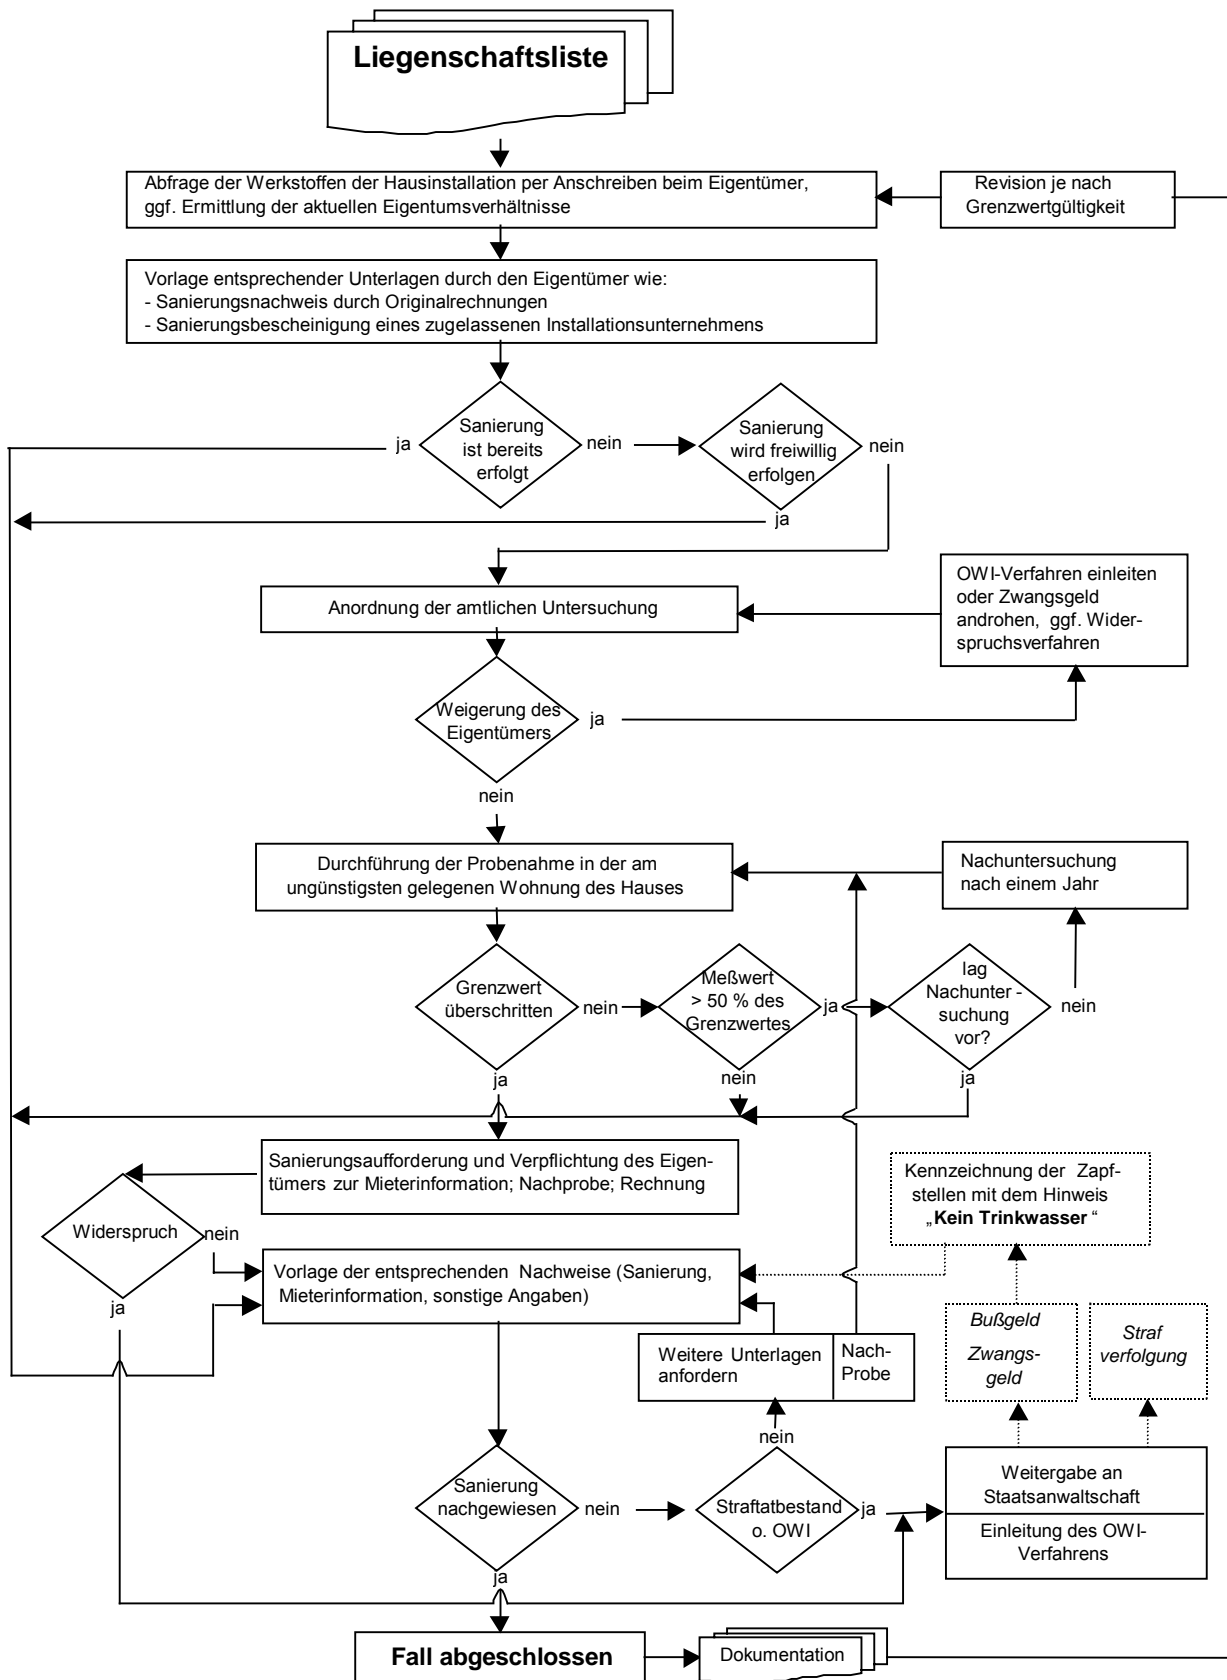 Liegenschaftsliste
Abfrage der Werkstoffen der Hausinstallation per Anschreiben beim Eigentümer,
ggf. Ermittlung der aktuellen Eigentumsverhältnisse
Revision je nach
Grenzwertgültigkeit
Vorlage entsprechender Unterlagen durch den Eigentümer wie:
- Sanierungsnachweis durch Originalrechnungen
- Sanierungsbescheinigung eines zugelassenen Installationsunternehmens
ja
Sanierung
ist bereits
erfolgt
nein
Sanierung
wird freiwillig
erfolgen
nein
ja
Anordnung der amtlichen Untersuchung
OWI-Verfahren einleiten
oder Zwangsgeld
androhen, ggf. Wider-
spruchsverfahren
Weigerung des
Eigentümers
ja
nein
Durchführung der Probenahme in der am
ungünstigsten gelegenen Wohnung des Hauses
Nachuntersuchung
nach einem Jahr
Grenzwert
überschritten
nein
Meßwert
> 50 % des
Grenzwertes
ja
lag
Nachunter -
suchung
vor?
nein
ja
nein
ja
Sanierungsaufforderung und Verpflichtung des Eigen-
tümers zur Mieterinformation; Nachprobe; Rechnung
Kennzeichnung der Zapf-
stellen mit dem Hinweis
„Kein Trinkwasser “
Widerspruch
nein
ja
Vorlage der entsprechenden Nachweise (Sanierung,
Mieterinformation, sonstige Angaben)
Weitere Unterlagen
anfordern
Nach-
Probe
Bußgeld
Zwangs-
geld
Straf
verfolgung
nein
Sanierung
nachgewiesen
nein
Straftatbestand
o. OWI
ja
Weitergabe an
Staatsanwaltschaft
Einleitung des OWI-
Verfahrens
ja
Fall abgeschlossen
Dokumentation